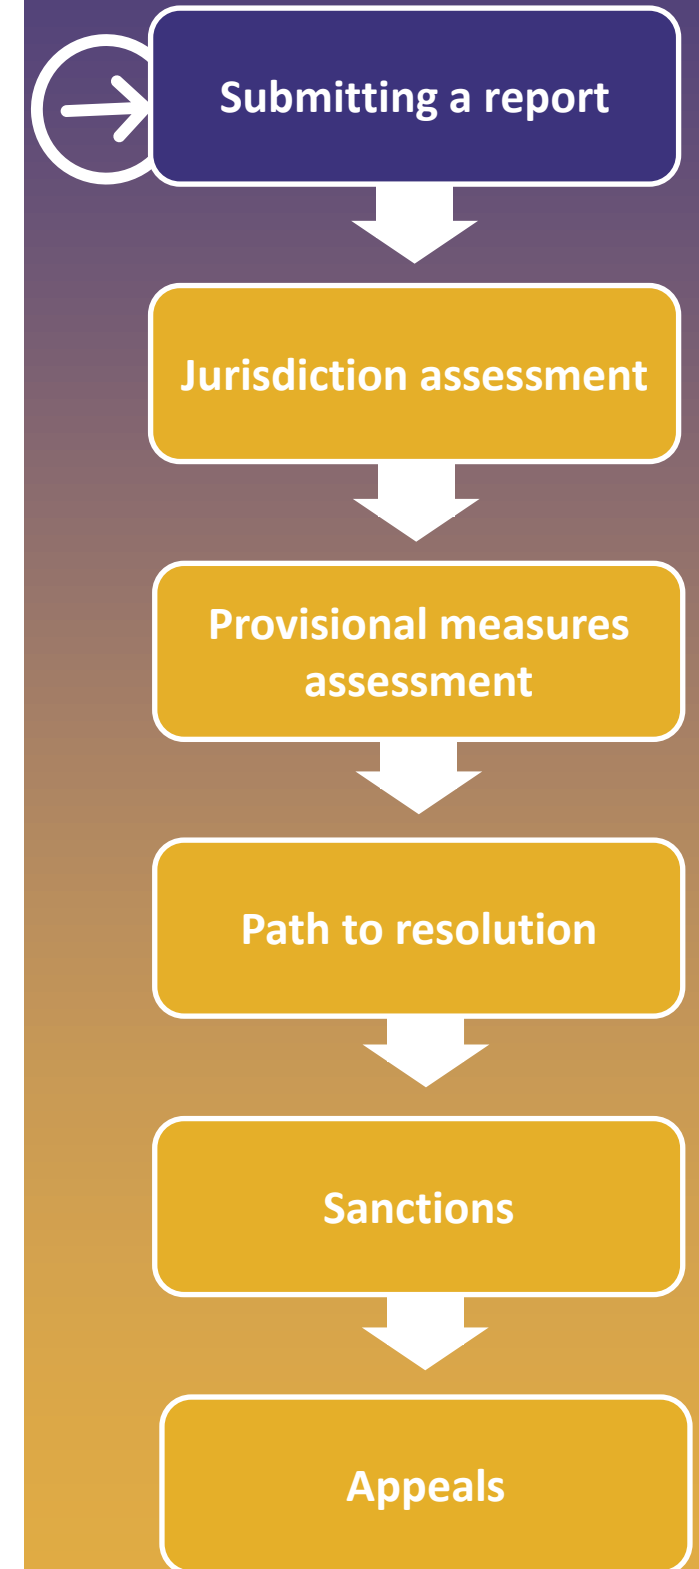 Submitting a report
Jurisdiction assessment
Provisional measures
assessment
Path to resolution
Sanctions
Appeals